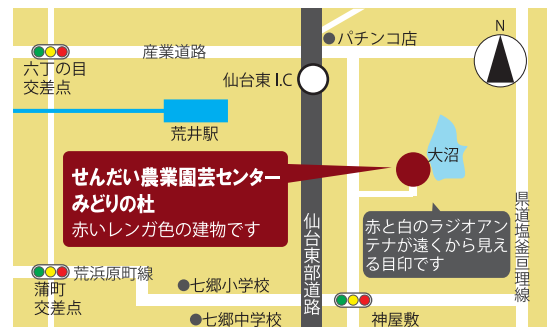 産業道路
パチンコ店
N
六丁の目
交差点
仙台東 I.C
荒井駅
大沼
せんだい農業園芸センター
みどりの杜
赤いレンガ色の建物です
仙台東部道路
赤と白のラジオアン
テナが遠くから見え
る目印です
県道塩釜亘理線
荒浜原町線
蒲町
交差点
七郷小学校
七郷中学校
神屋敷